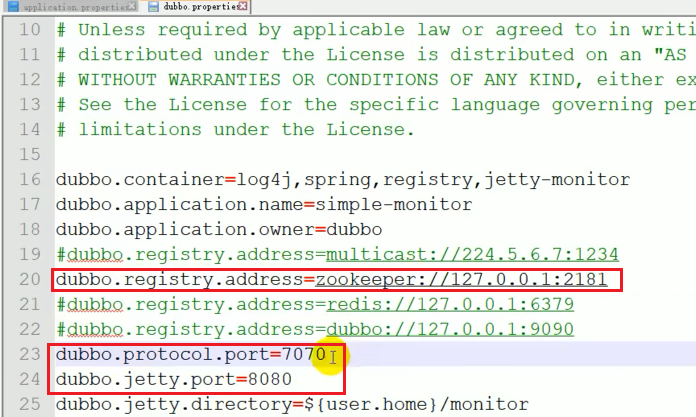 application.properties dubbo.properties
10 # Unless required by applicable law or agreed to in writi
11 # distributed under the License is distributed on an "AS
12 # WITHOUT WARRANTIES OR CONDITIONS OF ANY KIND, either ex
13 # See the License for the specific language governing per
14 # limitations under the License.
15
16 dubbo.container=log4j,spring,registry,jetty-monitor
17 dubbo.application.name=simple-monitor
18 dubbo.application.owner=dubbo
19 #dubbo.registry.address=multicast://224.5.6.7:1234
20 dubbo.registry.address=zookeeper://127.0.0.1:2181
21 #dubbo.registry.address=redis://127.0.0.1:6379
22 #dubbo.registry.address=dubbo://127.0.0.1:9090
23 dubbo.protocol.port=7070
24 dubbo.jetty.port=8080
25 dubbo.jetty.directory=${user.home}/monitor